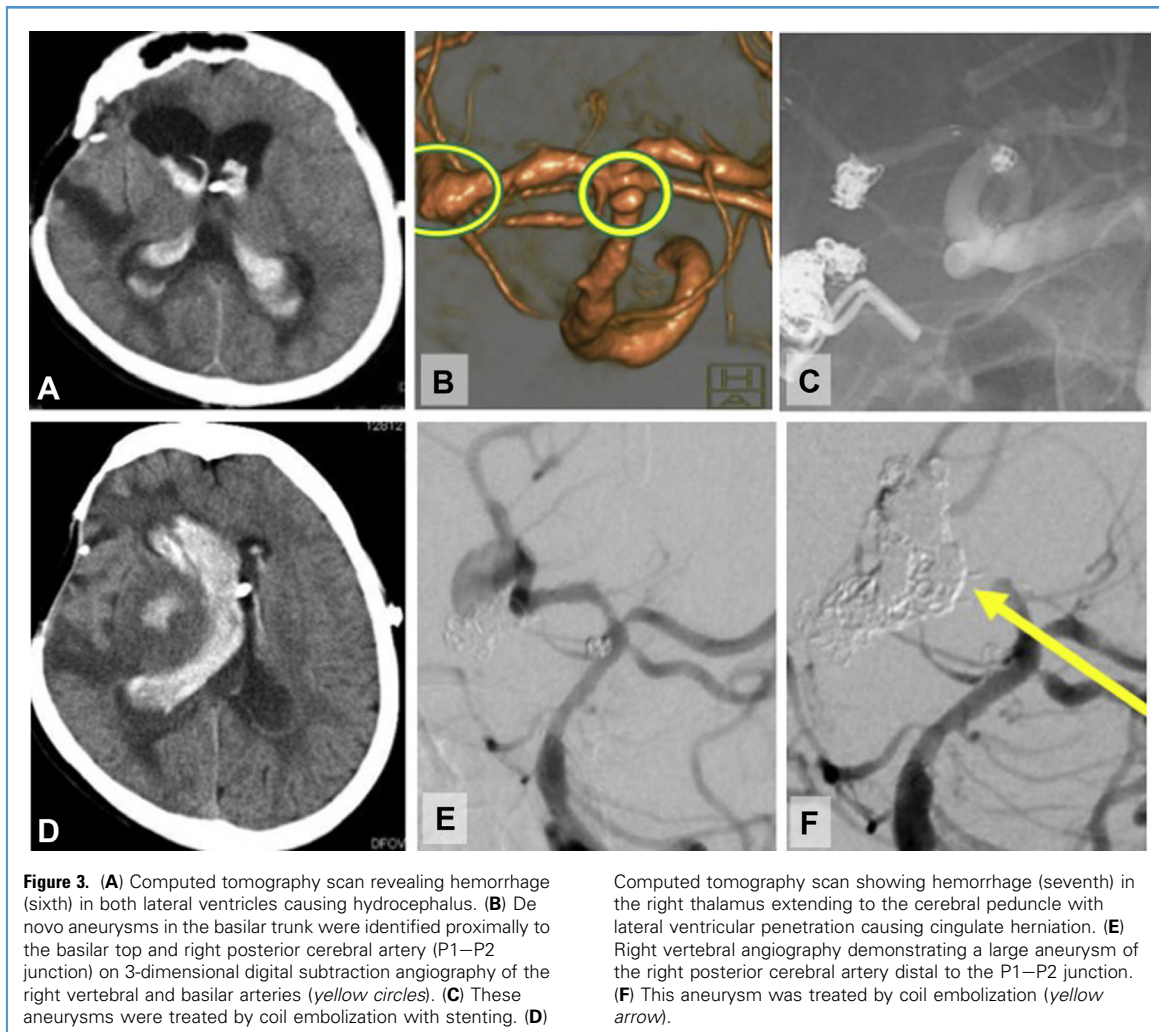 A
B
C
12812
D
DFOV
E
F
Figure 3. (A) Computed tomography scan revealing hemorrhage
(sixth) in both lateral ventricles causing hydrocephalus. (B) De
novo aneurysms in the basilar trunk were identified proximally to
the basilar top and right posterior cerebral artery (P1–P2
junction) on 3-dimensional digital subtraction angiography of the
right vertebral and basilar arteries (yellow circles). (C) These
aneurysms were treated by coil embolization with stenting. (D)
Computed tomography scan showing hemorrhage (seventh) in
the right thalamus extending to the cerebral peduncle with
lateral ventricular penetration causing cingulate herniation. (E)
Right vertebral angiography demonstrating a large aneurysm of
the right posterior cerebral artery distal to the P1–P2 junction.
(F) This aneurysm was treated by coil embolization (yellow
arrow).